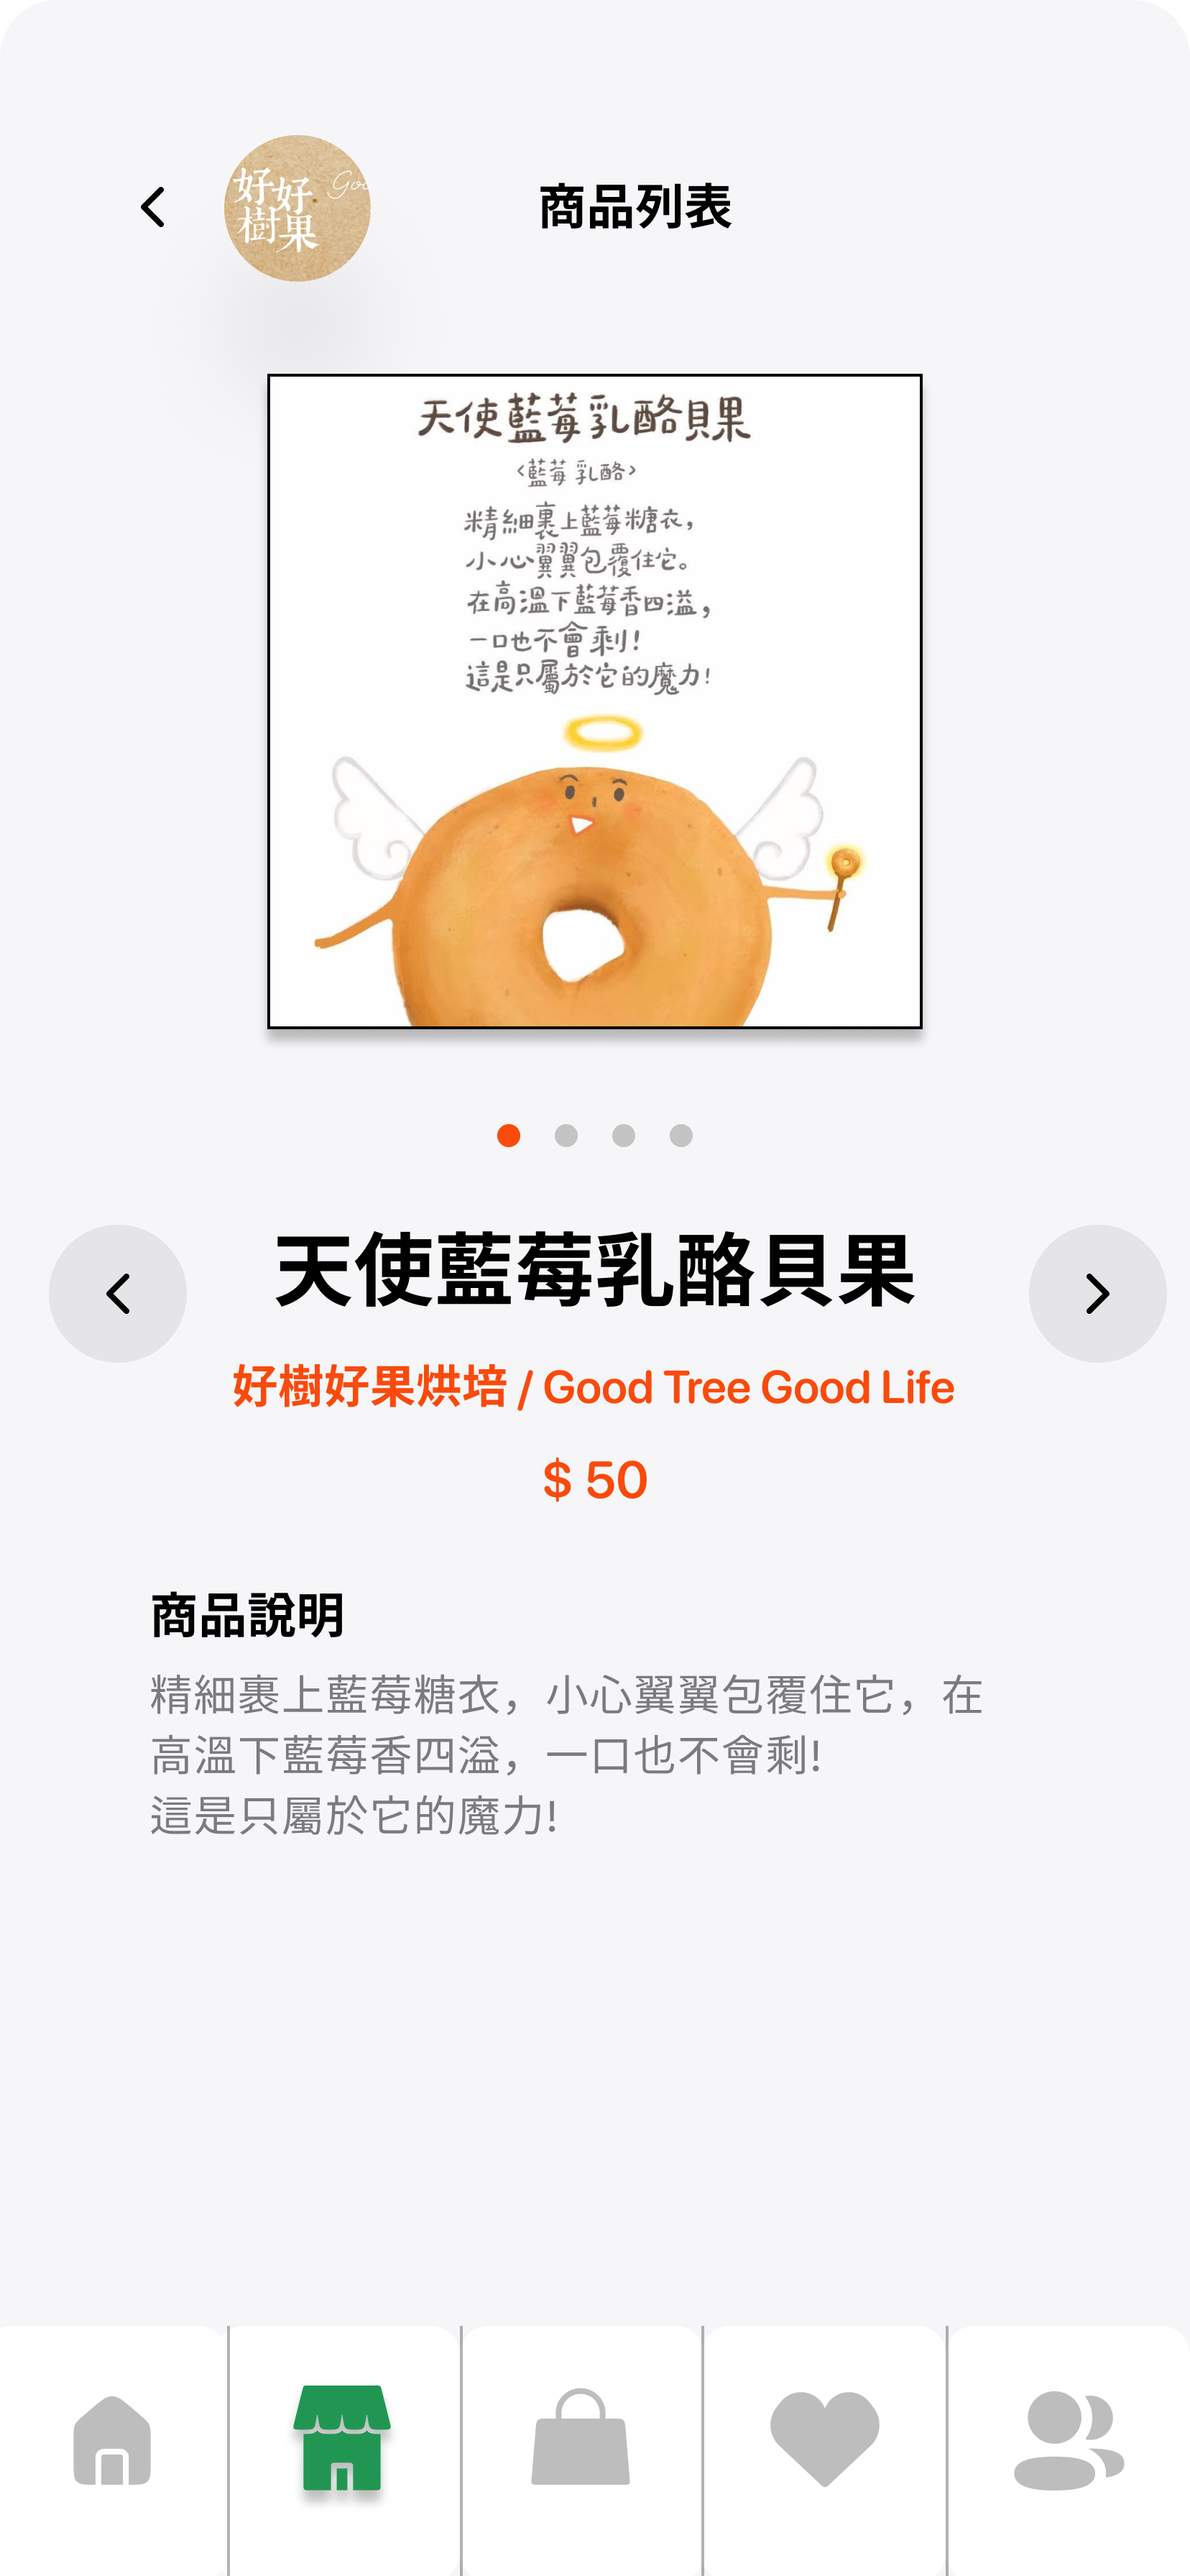 好好 Goo
樹果
商品列表
天使藍莓乳酪貝果
<藍莓 乳酪>
精細裹上藍莓糖衣，
小心翼翼包覆住它。
在高溫下藍莓香四溢，
一口也不會剩！
這是只屬於它的魔力！
天使藍莓乳酪貝果
好樹好果烘培 / Good Tree Good Life
$ 50
商品說明
精細裹上藍莓糖衣，小心翼翼包覆住它，在
高溫下藍莓香四溢，一口也不會剩!
這是只屬於它的魔力!